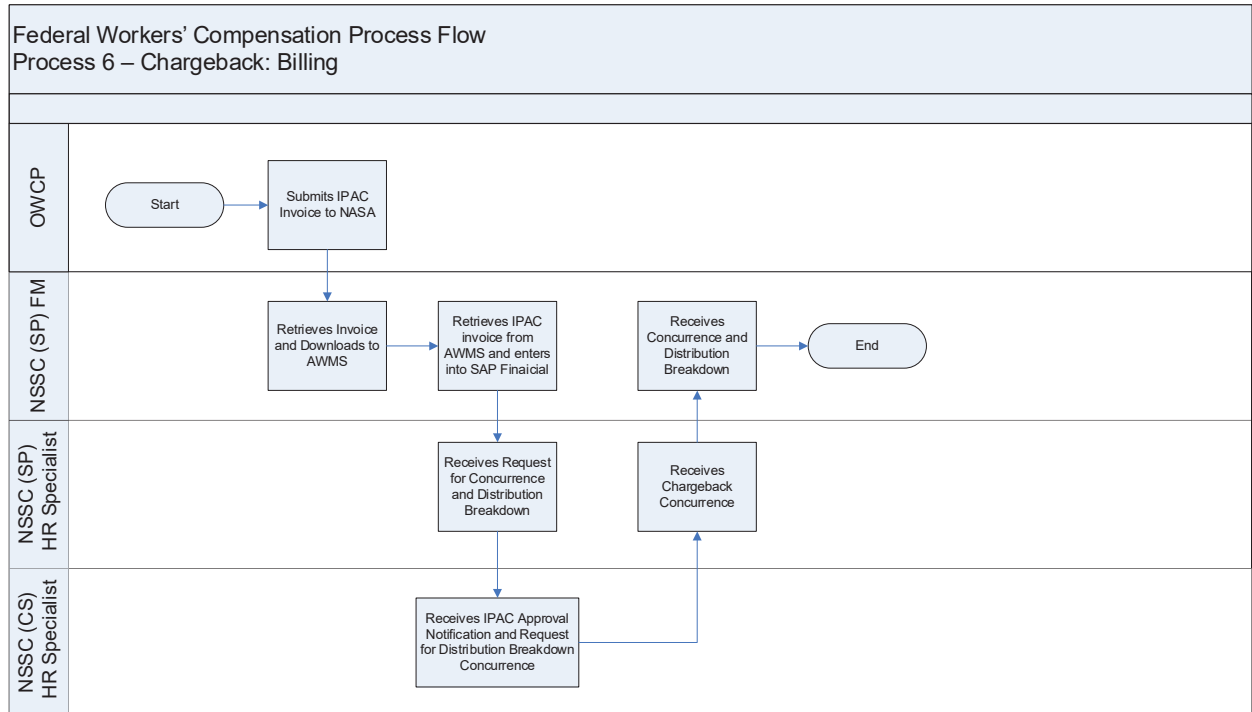 Federal Workers’ Compensation Process Flow
Process 6 – Chargeback: Billing
OWCP
Start
Submits IPAC
Invoice to NASA
NSSC (SP) FM
Retrieves Invoice
and Downloads to
AWMS
Retrieves IPAC
invoice from
AWMS and enters
into SAP Finaicial
Receives
Concurrence and
Distribution
Breakdown
End
NSSC (SP)
HR Specialist
Receives Request
for Concurrence
and Distribution
Breakdown
Receives
Chargeback
Concurrence
NSSC (CS)
HR Specialist
Receives IPAC Approval
Notification and Request
for Distribution Breakdown
Concurrence